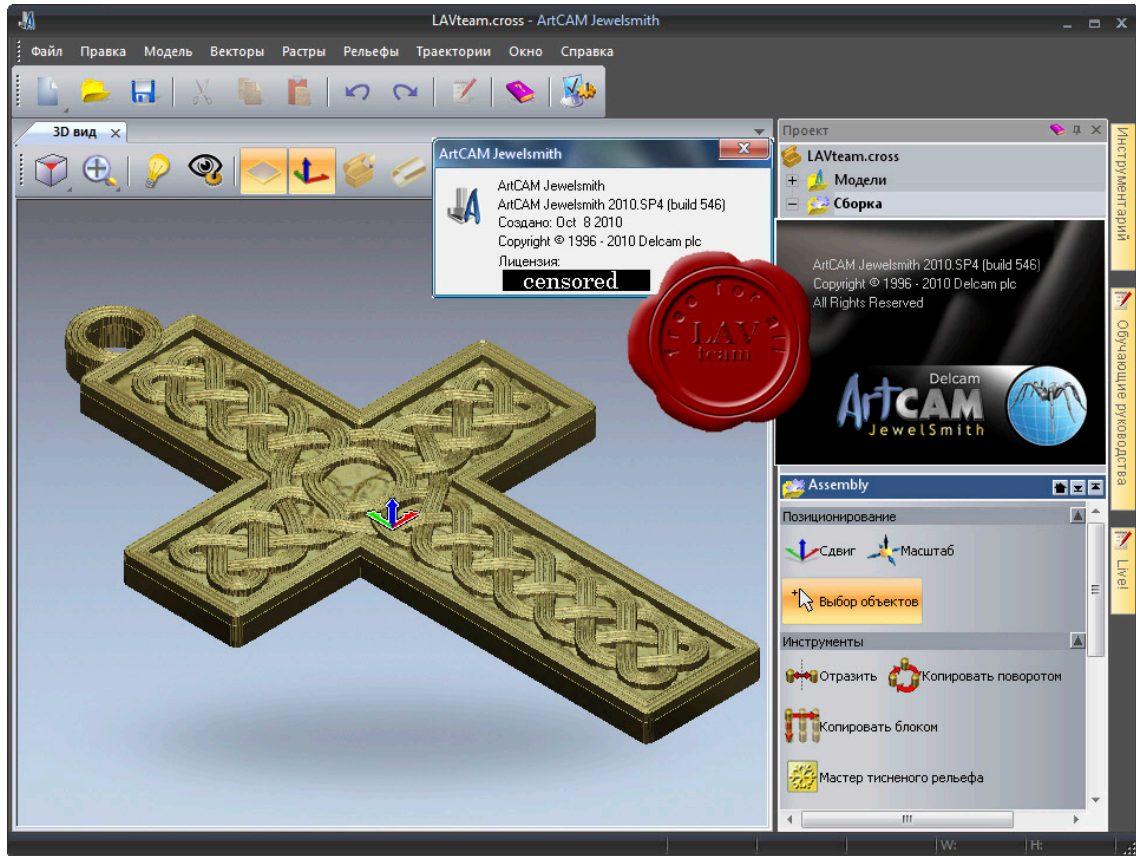 LAVteam.cross - ArtCAM Jewelsmith
Файл Правка Модель Векторы Растры Рельефы Траектории Окно Справка
3D вид
ArtCAM Jewelsmith
ArtCAM Jewelsmith
ArtCAM Jewelsmith 2010.SP4 (build 546)
Создано: Oct 8 2010
Copyright © 1996 - 2010 Delcam plc
Лицензия:
censored
free for all
LAV
team
Проект
LAVteam.cross
Модели
Сборка
ArtCAM Jewelsmith 2010.SP4 (build 546)
Copyright © 1996 - 2010 Delcam plc
All Rights Reserved
Delcam
ArtCAM
JewelSmith
Assembly
Позиционирование
Сдвиг Масштаб
Выбор объектов
Инструменты
Отразить Копировать поворотом
Копировать блоком
Мастер тисненого рельефа
Инструментарий
Обучающие руководства
Live!
W: H: